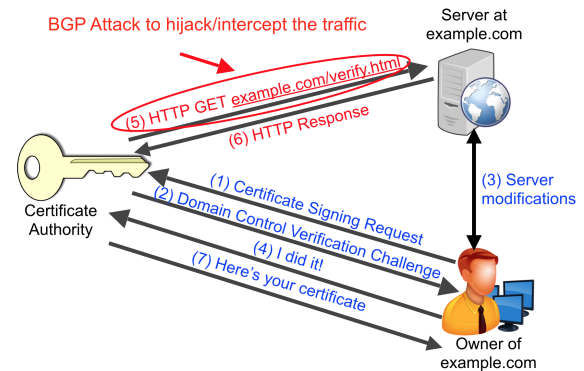 BGP Attack to hijack/intercept the traffic
Server at
example.com
(5) HTTP GET example.com/verify.html
(6) HTTP Response
(3) Server
modifications
Certificate
Authority
(1) Certificate Signing Request
(2) Domain Control Verification Challenge
(4) I did it!
(7) Here's your certificate
Owner of
example.com